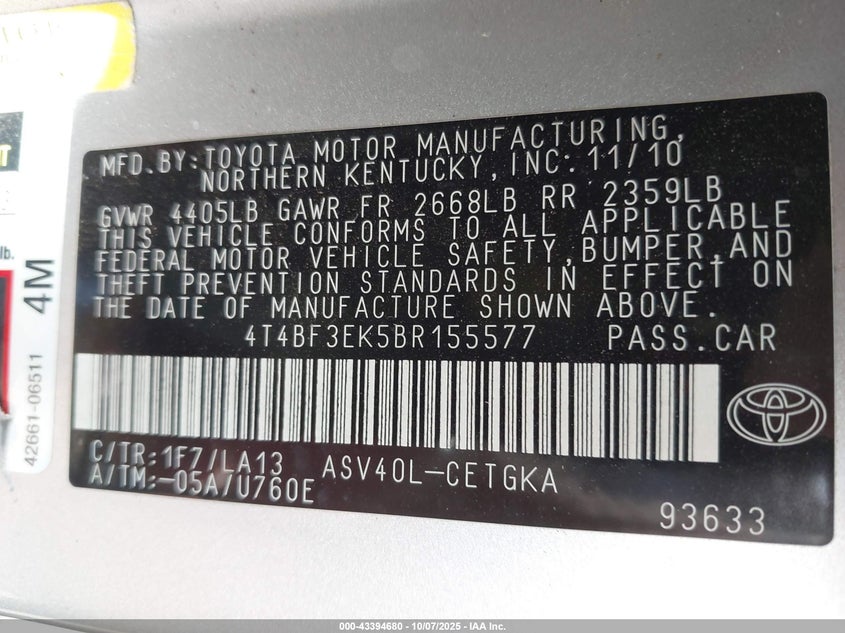 MFD.BY:TOYOTA MOTOR MANUFACTURING,
NORTHERN KENTUCKY,INC:11/10
GVWR 4405LB GAWR FR 2668LB RR 2359LB
THIS VEHICLE CONFORMS TO ALL APPLICABLE
FEDERAL MOTOR VEHICLE SAFETY,BUMPER,AND
THEFT PREVENTION STANDARDS IN EFFECT ON
THE DATE OF MANUFACTURE SHOWN ABOVE.
4T4BF3EK5BR155577 PASS.CAR
C/TR:1F7/LA13 ASV40L-CETGKA
A/TM:-05A/U760E
93633
lb.
4M
42661-06511
000-43394680 - 10/07/2025 - IAA Inc.